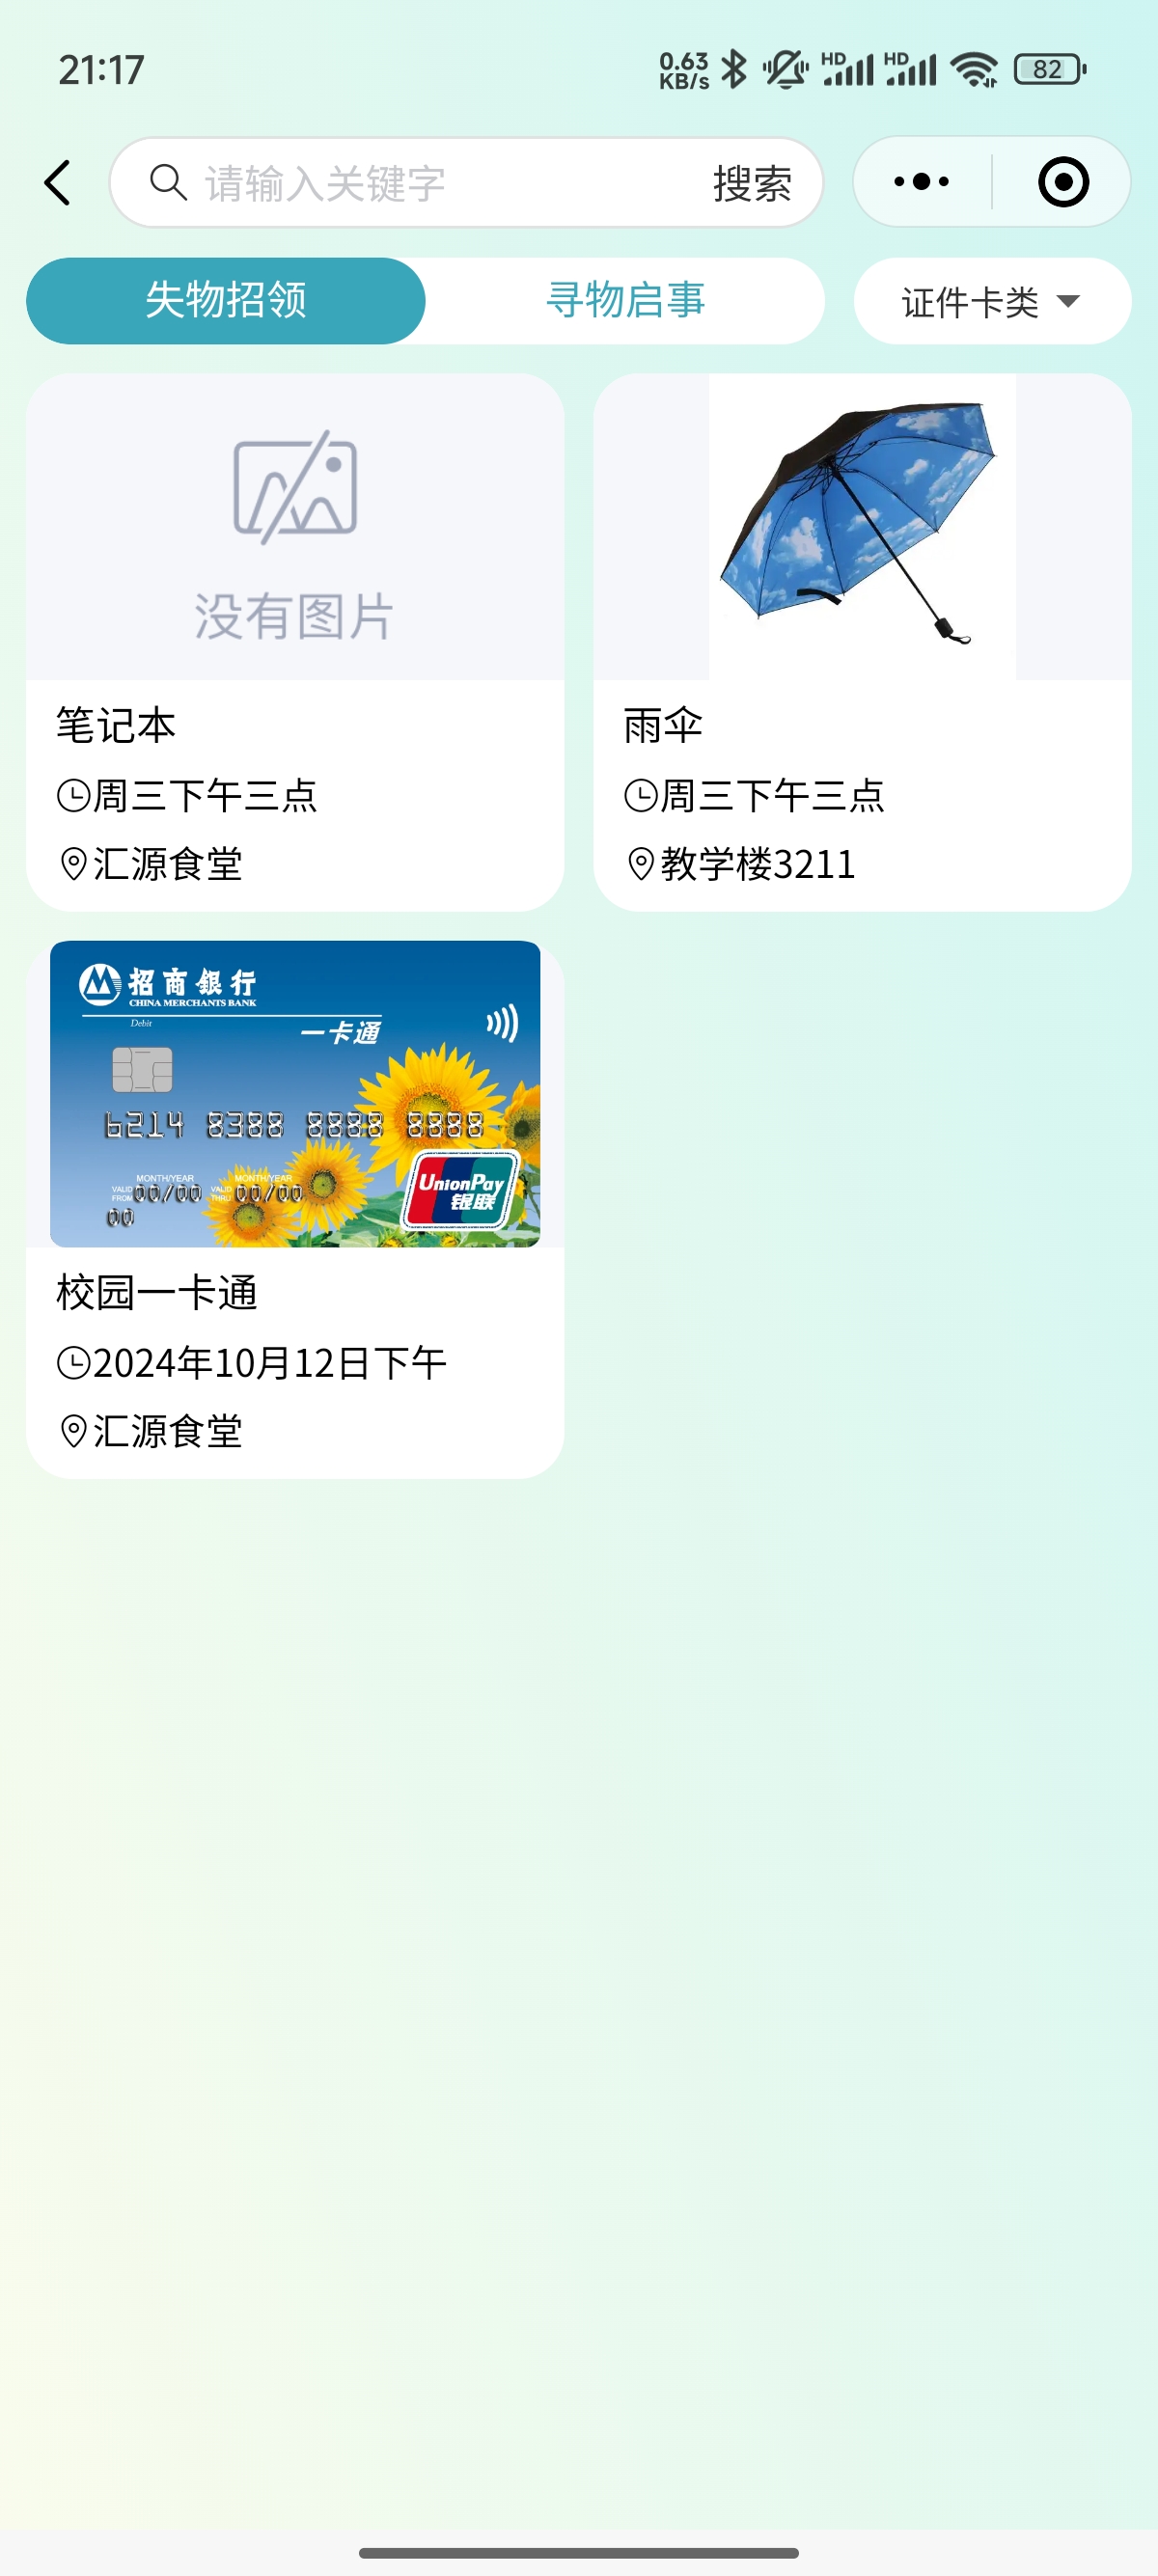 21:17
0.63
KB/s
HD
HD
82
请输入关键字
搜索
失物招领
寻物启事
证件卡类
没有图片
笔记本
周三下午三点
汇源食堂
雨伞
周三下午三点
教学楼3211
招商銀行
CHINA MERCHANTS BANK
Debit
一卡通
6214 8388 8888 8888
MONTH/YEAR
MONTH/YEAR
VALID FROM 00/00 VALID THRU 00/00
00
UnionPay
银联
校园一卡通
2024年10月12日下午
汇源食堂